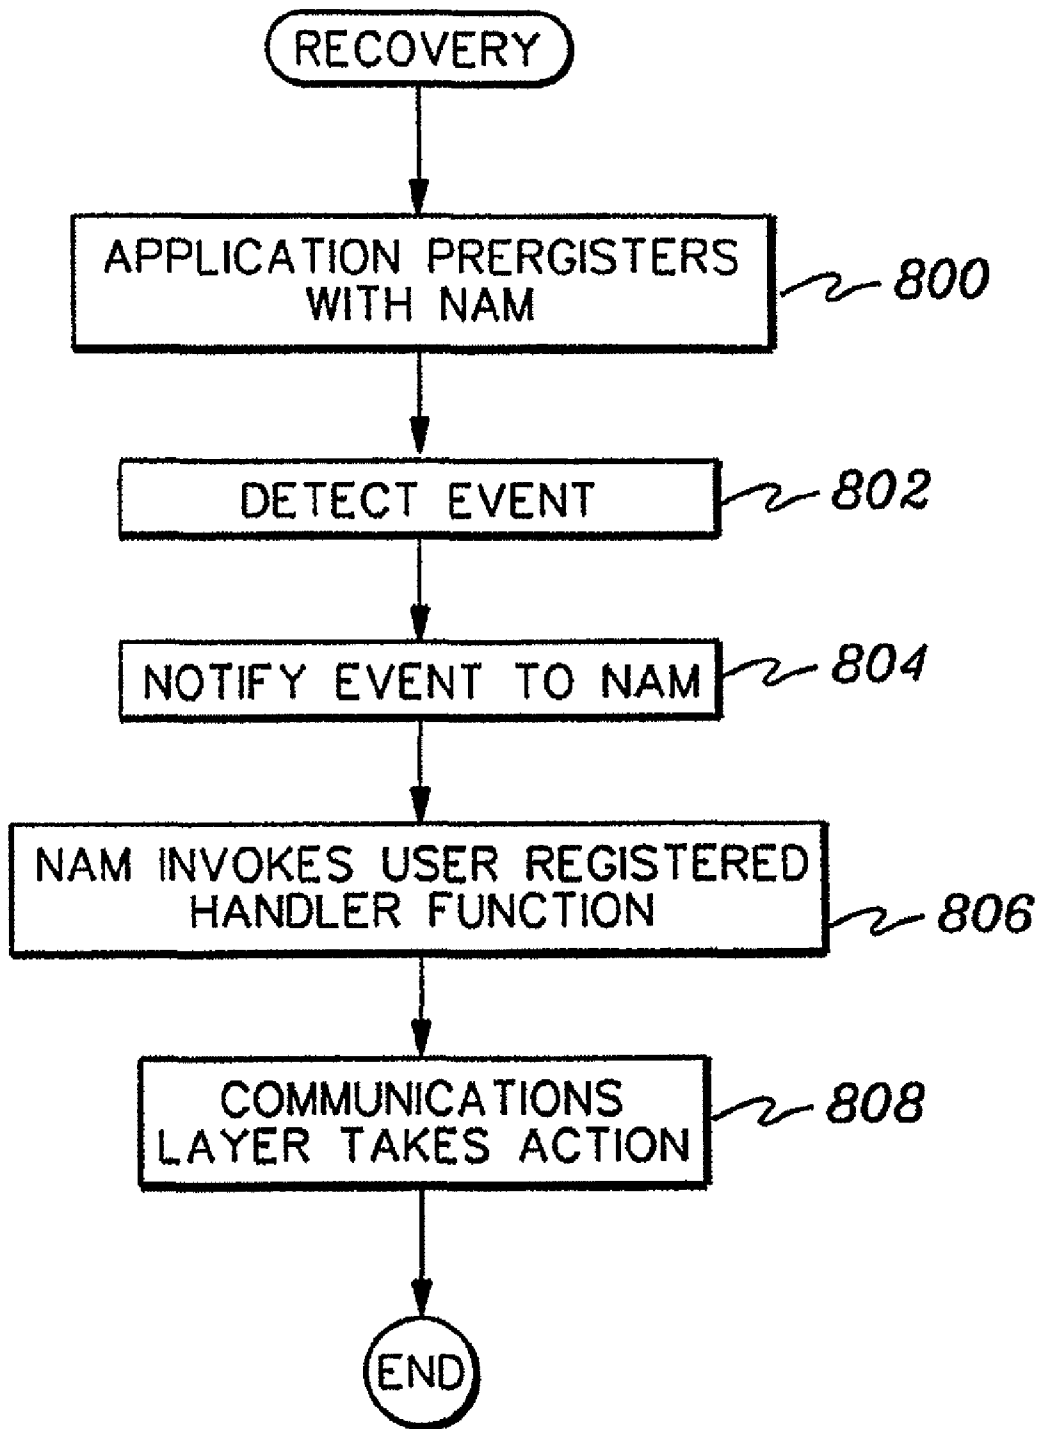 RECOVERY
APPLICATION PRERGISTERS
WITH NAM
800
DETECT EVENT
802
NOTIFY EVENT TO NAM
804
NAM INVOKES USER REGISTERED
HANDLER FUNCTION
806
COMMUNICATIONS
LAYER TAKES ACTION
808
END